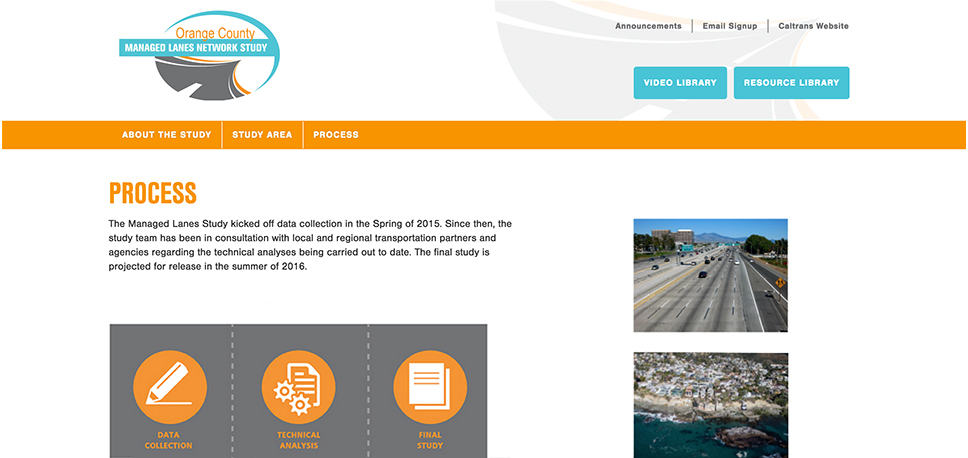 Orange County
MANAGED LANES NETWORK STUDY
Announcements
Email Signup
Caltrans Website
VIDEO LIBRARY
RESOURCE LIBRARY
ABOUT THE STUDY
STUDY AREA
PROCESS
PROCESS
The Managed Lanes Study kicked off data collection in the Spring of 2015. Since then, the
study team has been in consultation with local and regional transportation partners and
agencies regarding the technical analyses being carried out to date. The final study is
projected for release in the summer of 2016.
DATA
COLLECTION
TECHNICAL
ANALYSIS
FINAL
STUDY